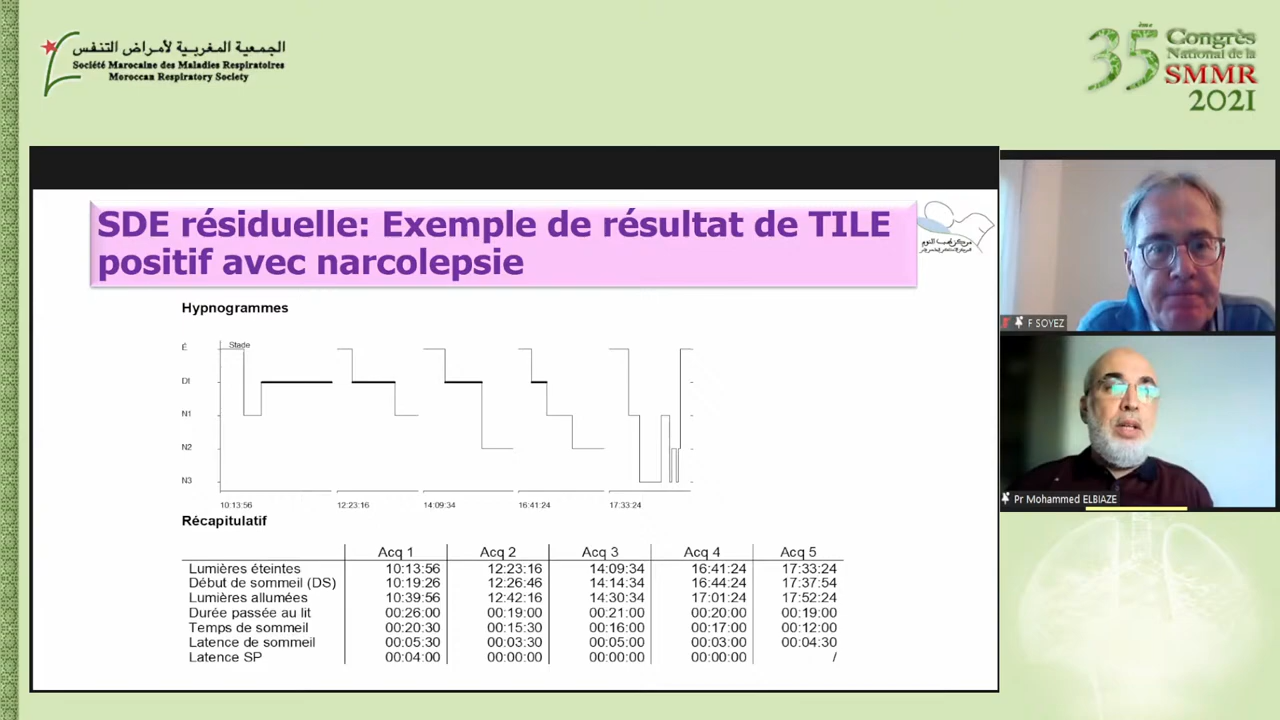 الجمعية المغربية لأمراض التنفس
Société Marocaine des Maladies Respiratoires
Moroccan Respiratory Society
35ème Congrès
National de la
SMMR
2021
SDE résiduelle: Exemple de résultat de TILE
positif avec narcolepsie
Hypnogrammes
Stade
É
DI
N1
N2
N3
10:13:56 12:23:16 14:09:34 16:41:24 17:33:24
Récapitulatif
Acq 1 Acq 2 Acq 3 Acq 4 Acq 5
Lumières éteintes 10:13:56 12:23:16 14:09:34 16:41:24 17:33:24
Début de sommeil (DS) 10:19:26 12:26:46 14:14:34 16:44:24 17:37:54
Lumières allumées 10:39:56 12:42:16 14:30:34 17:01:24 17:52:24
Durée passée au lit 00:26:00 00:19:00 00:21:00 00:20:00 00:19:00
Temps de sommeil 00:20:30 00:15:30 00:16:00 00:17:00 00:12:00
Latence de sommeil 00:05:30 00:03:30 00:05:00 00:03:00 00:04:30
Latence SP 00:04:00 00:00:00 00:00:00 00:00:00 /
F SOYEZ
Pr Mohammed ELBIAZE